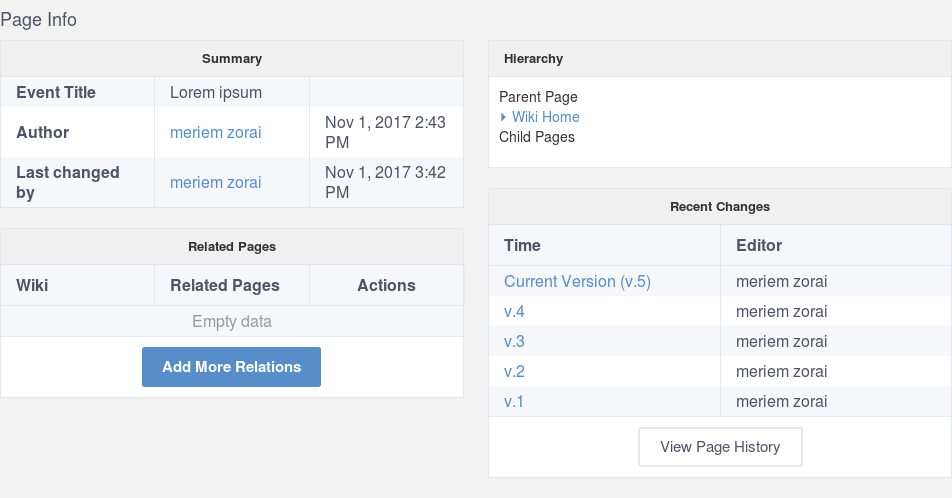 Page Info
Summary
Event Title Lorem ipsum
Author meriem zorai Nov 1, 2017 2:43
PM
Last changed
by meriem zorai Nov 1, 2017 3:42
PM
Related Pages
Wiki Related Pages Actions
Empty data
Add More Relations
Hierarchy
Parent Page
Wiki Home
Child Pages
Recent Changes
Time Editor
Current Version (v.5) meriem zorai
v.4 meriem zorai
v.3 meriem zorai
v.2 meriem zorai
v.1 meriem zorai
View Page History